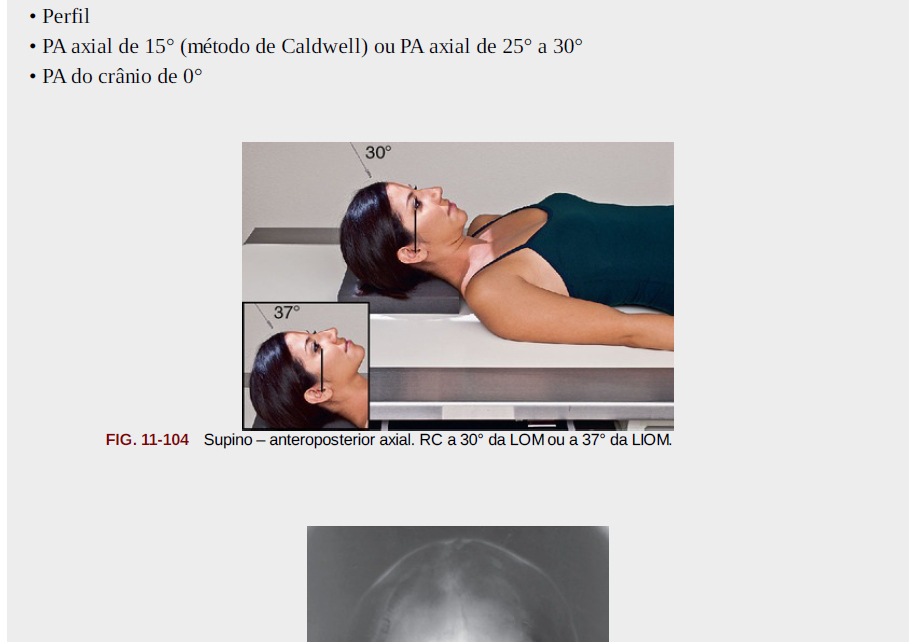 • Perfil
• PA axial de 15° (método de Caldwell) ou PA axial de 25° a 30°
• PA do crânio de 0°
30°
37°
FIG. 11-104 Supino – anteroposterior axial. RC a 30° da LOM ou a 37° da LIOM.